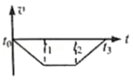 v
t₀ t₁ t₂ t₃ t